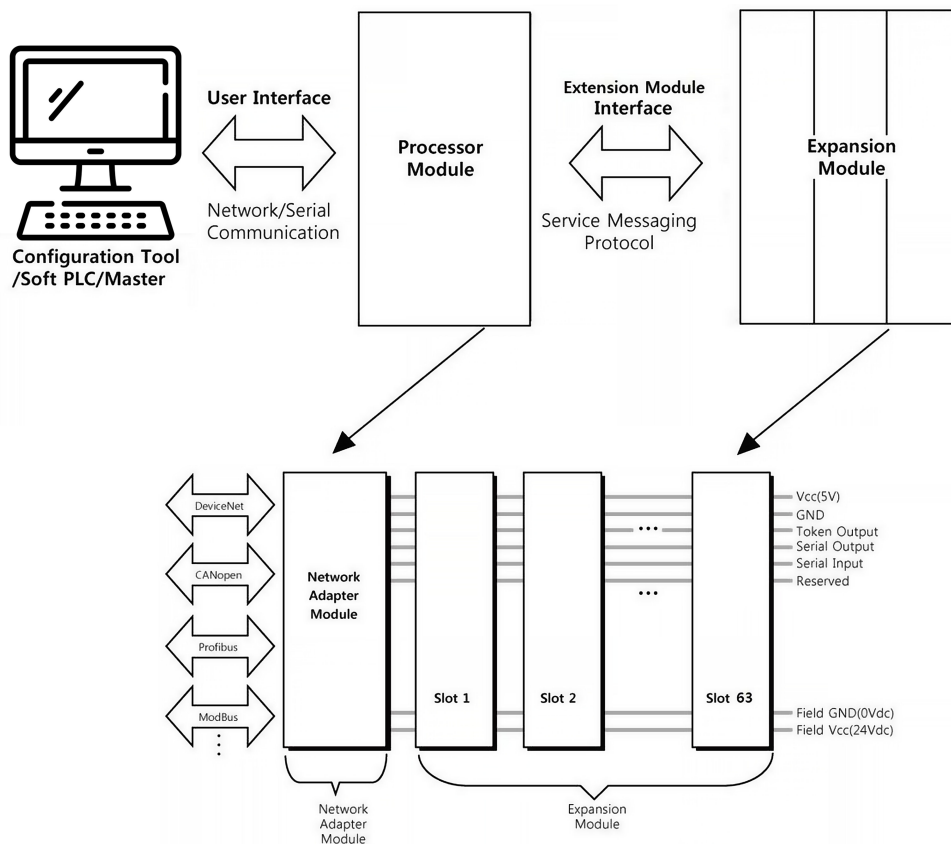 User Interface
Network/Serial
Communication
Configuration Tool
/Soft PLC/Master
Processor
Module
Extension Module
Interface
Service Messaging
Protocol
Expansion
Module
DeviceNet
CANopen
Profibus
ModBus
Network
Adapter
Module
Slot 1
Slot 2
Slot 63
Vcc(5V)
GND
Token Output
Serial Output
Serial Input
Reserved
Field GND(0Vdc)
Field Vcc(24Vdc)
Network
Adapter
Module
Expansion
Module